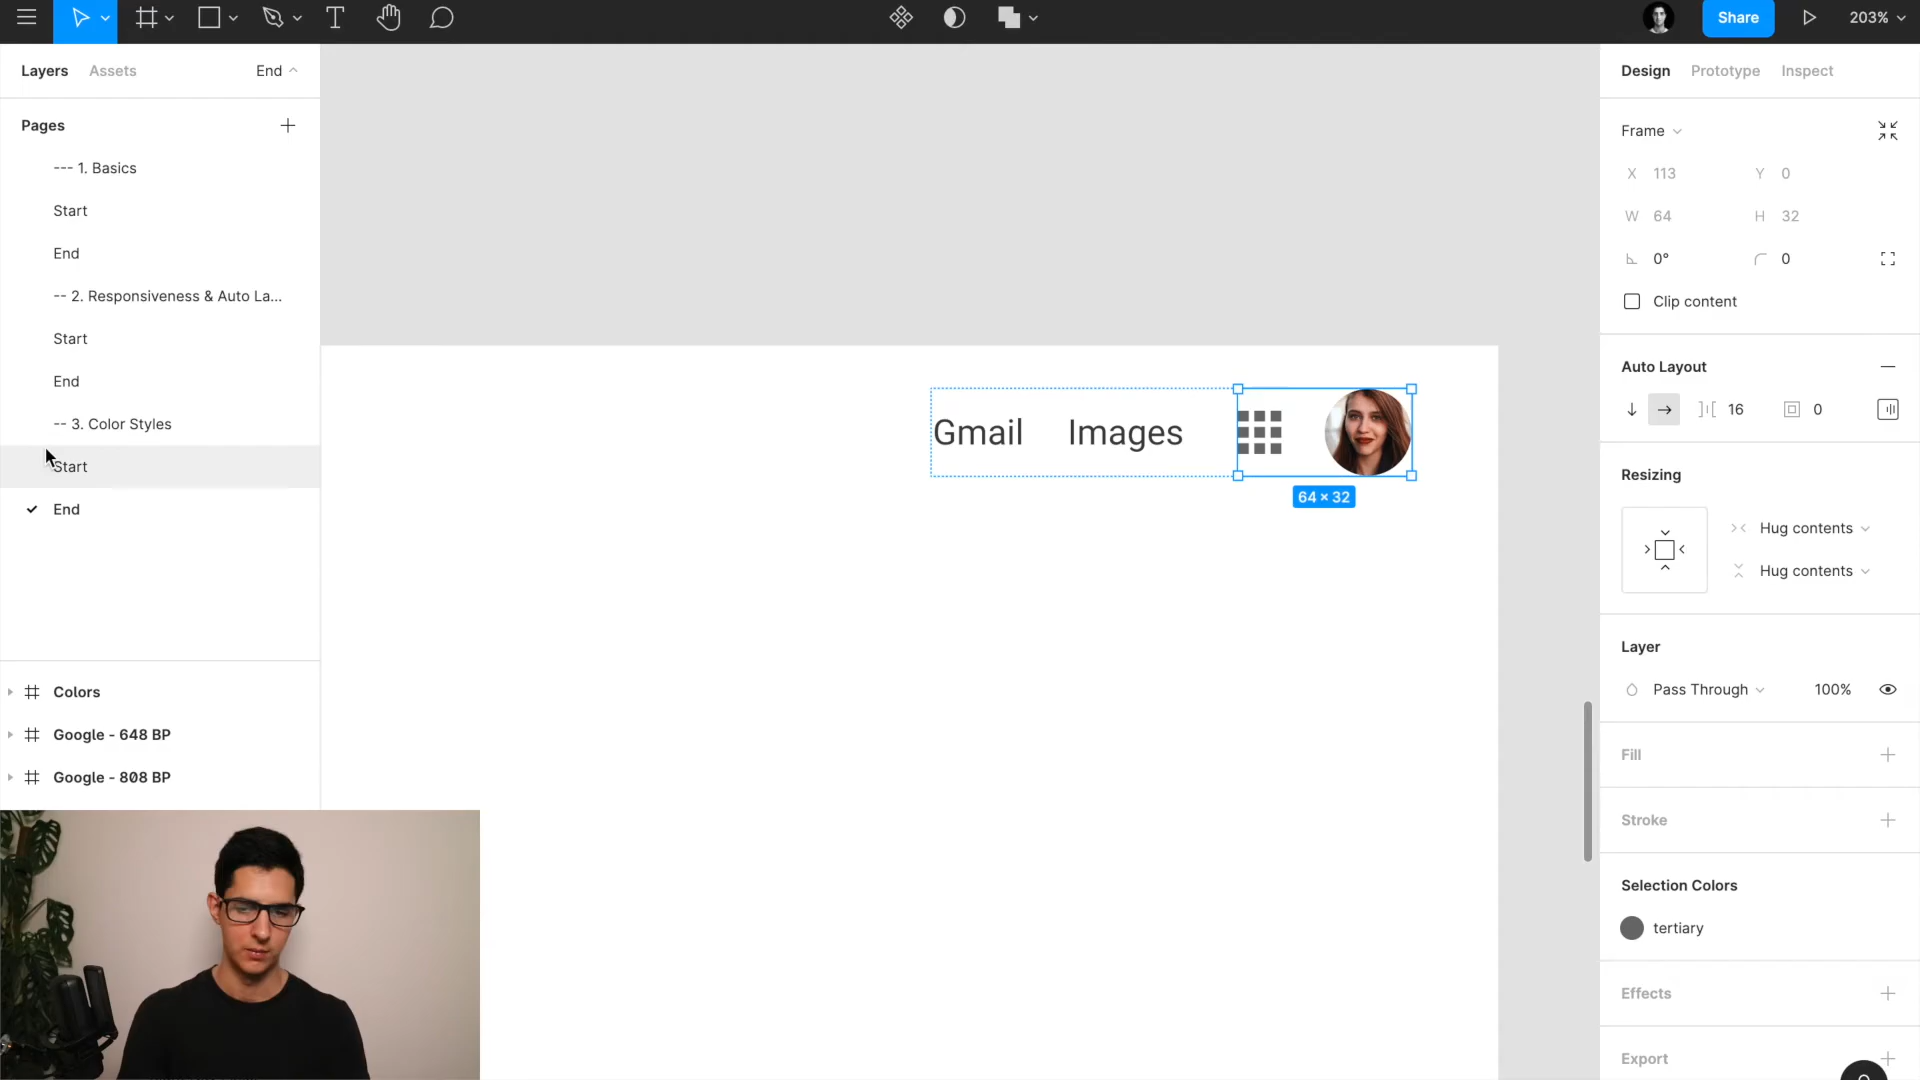 Share
203%
Layers
Assets
End
Design
Prototype
Inspect
Pages
--- 1. Basics
Start
End
-- 2. Responsiveness & Auto La...
Start
End
-- 3. Color Styles
Start
End
Colors
Google - 648 BP
Google - 808 BP
Gmail
Images
64 × 32
Frame
X 113
Y 0
W 64
H 32
0°
0
Clip content
Auto Layout
16
0
Resizing
Hug contents
Hug contents
Layer
Pass Through
100%
Fill
Stroke
Selection Colors
tertiary
Effects
Export